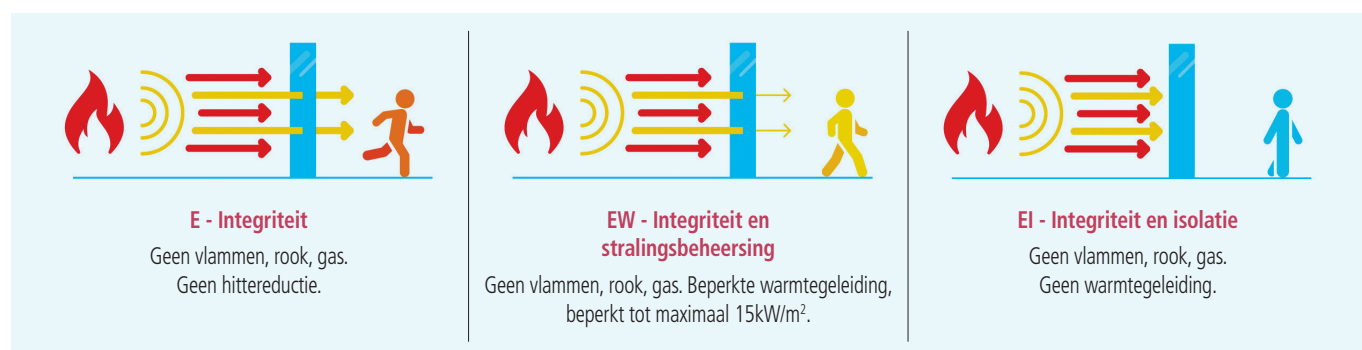 E - Integriteit
Geen vlammen, rook, gas.
Geen hittereductie.
EW - Integriteit en
stralingsbeheersing
Geen vlammen, rook, gas. Beperkte warmtegeleiding,
beperkt tot maximaal 15kW/m².
EI - Integriteit en isolatie
Geen vlammen, rook, gas.
Geen warmtegeleiding.